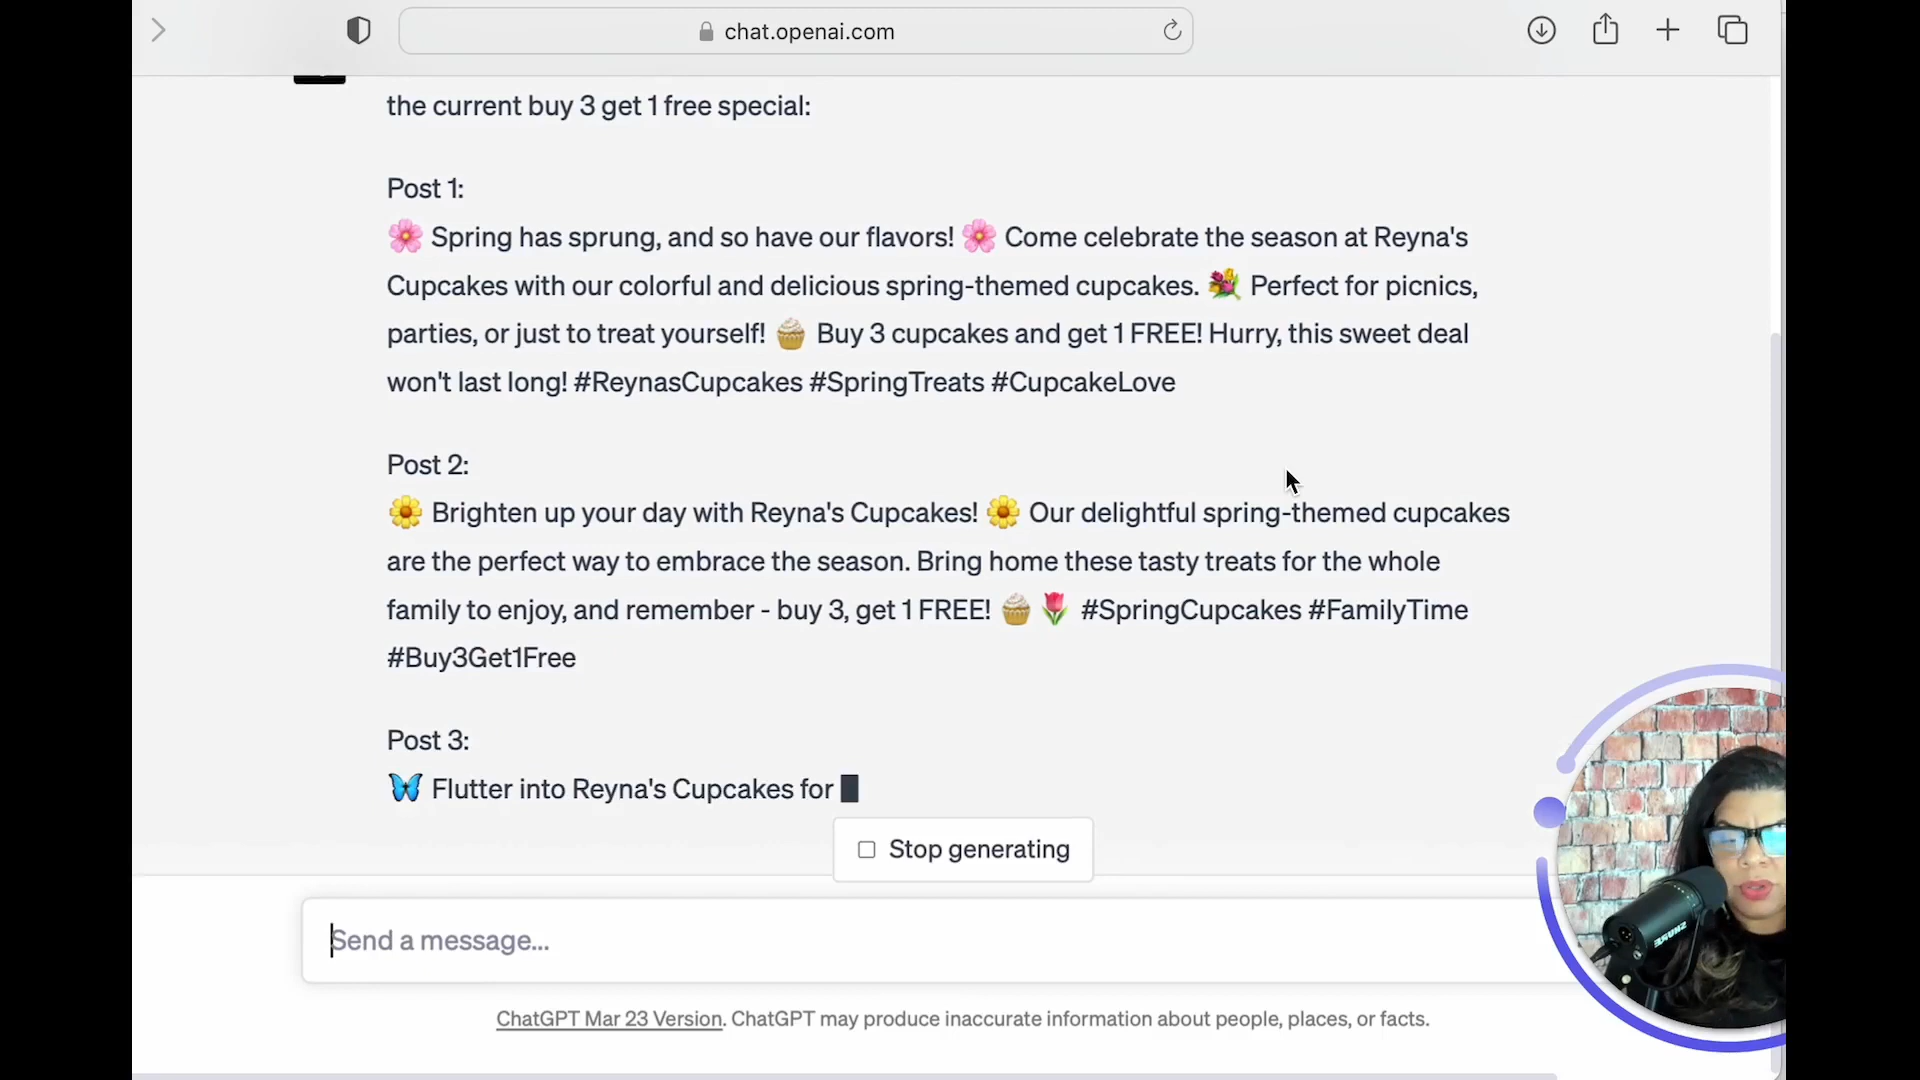 chat.openai.com
the current buy 3 get 1 free special:
Post 1:
🌸 Spring has sprung, and so have our flavors! 🌸 Come celebrate the season at Reyna's
Cupcakes with our colorful and delicious spring-themed cupcakes. 💐 Perfect for picnics,
parties, or just to treat yourself! 🧁 Buy 3 cupcakes and get 1 FREE! Hurry, this sweet deal
won't last long! #ReynasCupcakes #SpringTreats #CupcakeLove
Post 2:
🌼 Brighten up your day with Reyna's Cupcakes! 🌼 Our delightful spring-themed cupcakes
are the perfect way to embrace the season. Bring home these tasty treats for the whole
family to enjoy, and remember - buy 3, get 1 FREE! 🧁 🌷 #SpringCupcakes #FamilyTime
#Buy3Get1Free
Post 3:
🦋 Flutter into Reyna's Cupcakes for
Stop generating
Send a message...
ChatGPT Mar 23 Version. ChatGPT may produce inaccurate information about people, places, or facts.